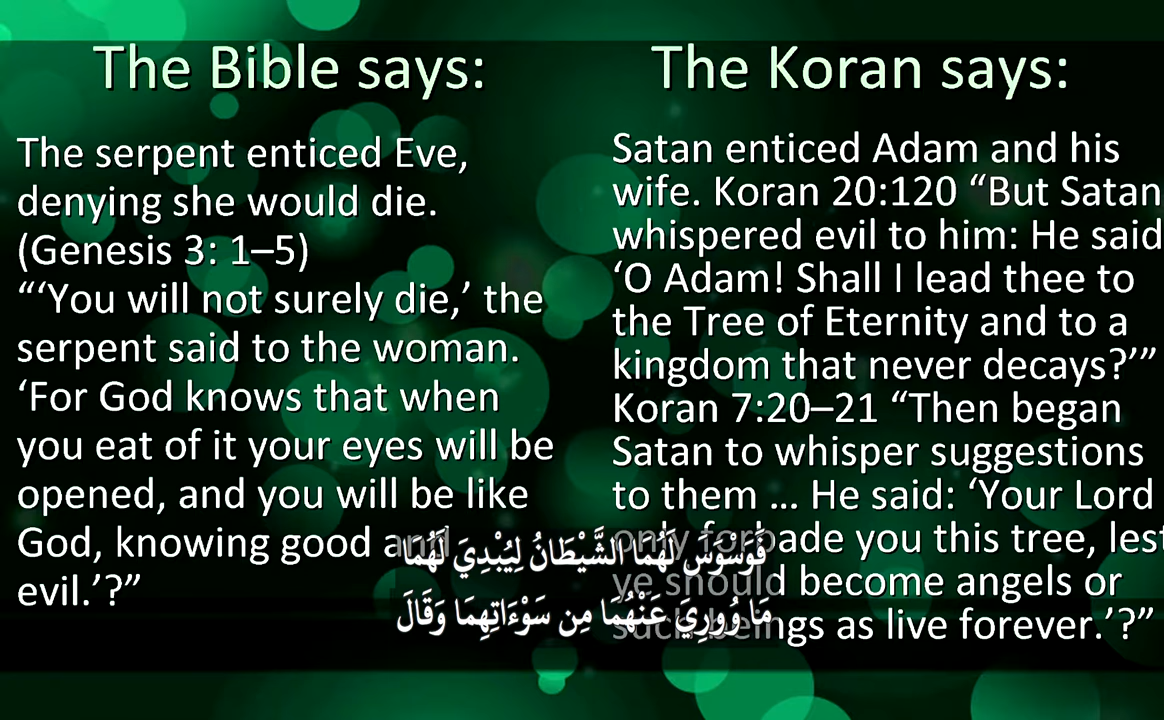 The Bible says:
The serpent enticed Eve,
denying she would die.
(Genesis 3: 1–5)
“‘You will not surely die,’ the
serpent said to the woman.
‘For God knows that when
you eat of it your eyes will be
opened, and you will be like
God, knowing good and
evil.’?”
The Koran says:
Satan enticed Adam and his
wife. Koran 20:120 “But Satan
whispered evil to him: He said
‘O Adam! Shall I lead thee to
the Tree of Eternity and to a
kingdom that never decays?’”
Koran 7:20–21 “Then began
Satan to whisper suggestions
to them ... He said: ‘Your Lord
only forbade you this tree, lest
ye should become angels or
such beings as live forever.’?”
فَوَسْوَسَ لَهُمَا الشَّيْطَانُ لِيُبْدِيَ لَهُمَا
مَا وُورِيَ عَنْهُمَا مِن سَوْءَاتِهِمَا وَقَالَ